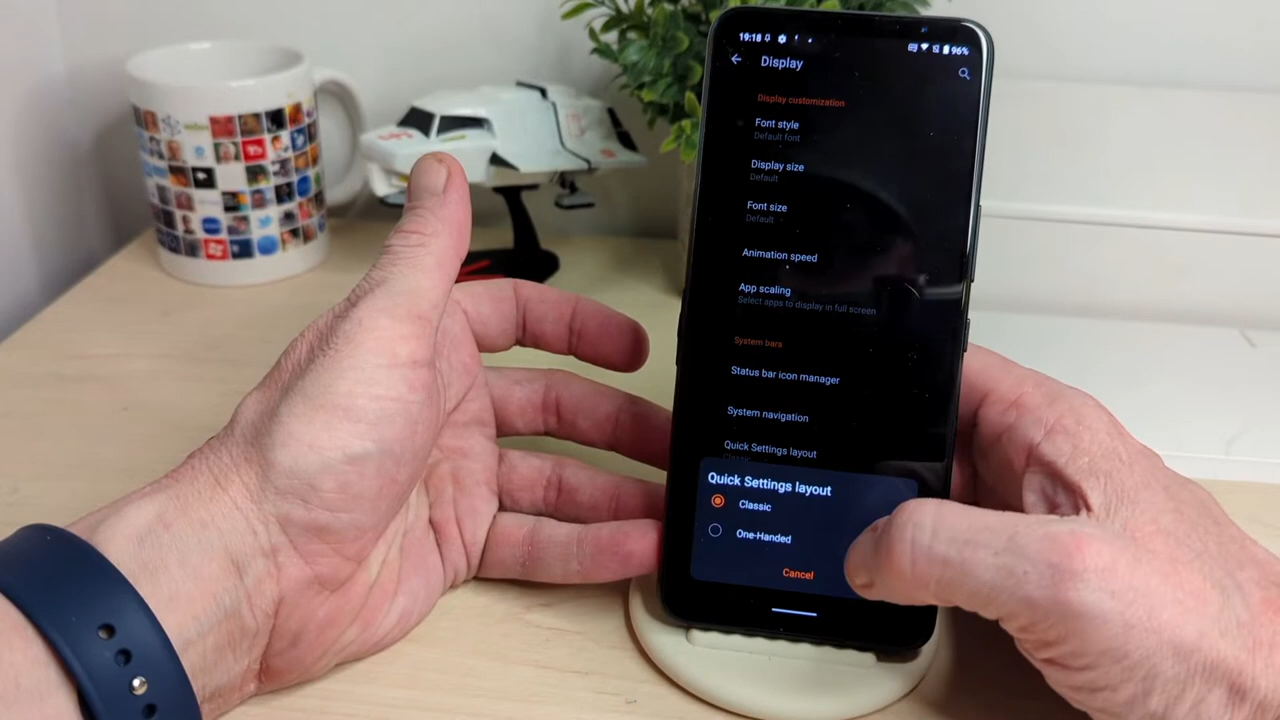 19:18
96%
Display
Display customization
Font style
Default font
Display size
Default
Font size
Default
Animation speed
App scaling
Select apps to display in full screen
System bars
Status bar icon manager
System navigation
Quick Settings layout
Classic
Quick Settings layout
Classic
One-Handed
Cancel